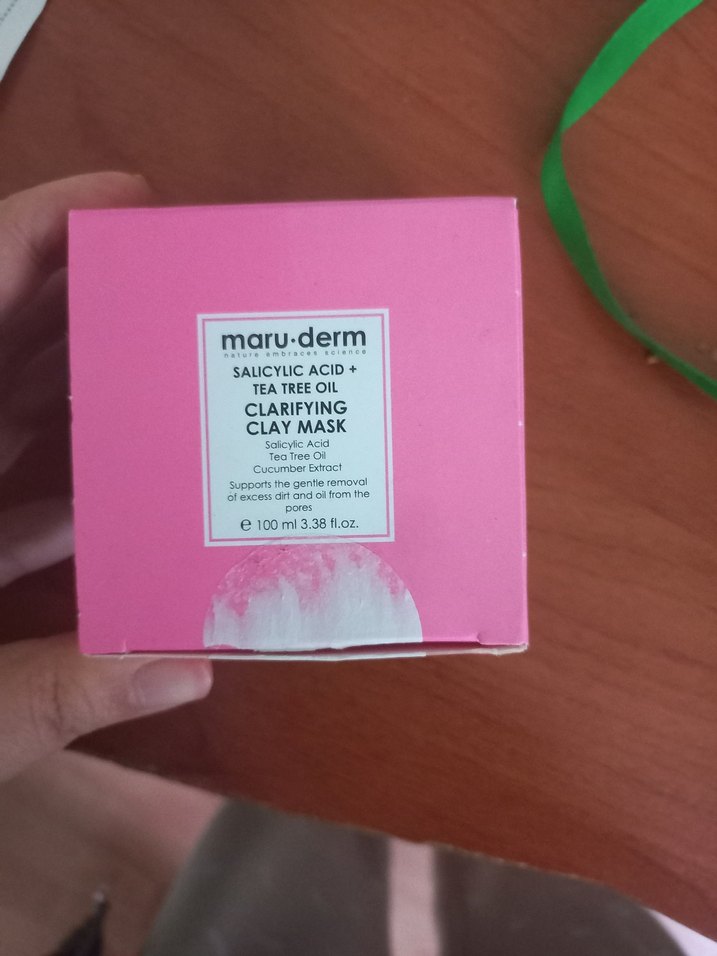 maru·derm
nature embraces science
SALICYLIC ACID +
TEA TREE OIL
CLARIFYING
CLAY MASK
Salicylic Acid
Tea Tree Oil
Cucumber Extract
Supports the gentle removal
of excess dirt and oil from the
pores
e 100 ml 3.38 fl.oz.